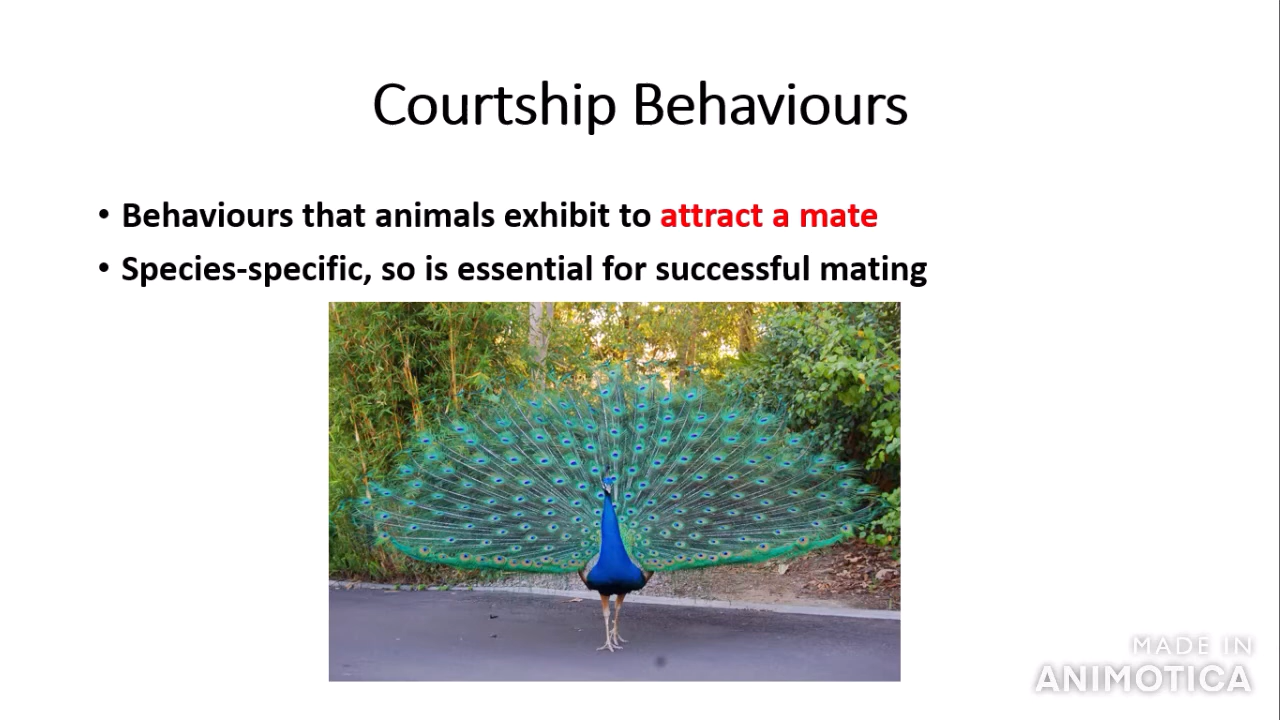 Courtship Behaviours
• Behaviours that animals exhibit to attract a mate
• Species-specific, so is essential for successful mating
MADE IN
ANIMOTICA